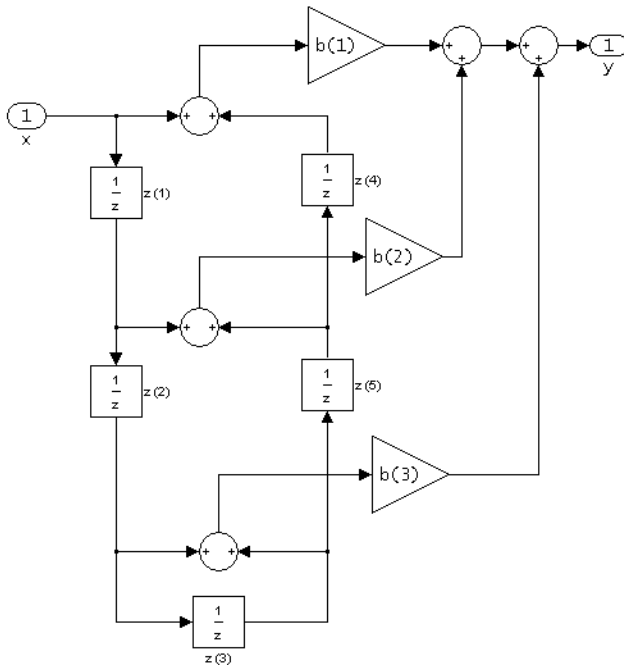 b(1)
+
+
+
+
1
y
1
x
+
+
1
z
z(1)
1
z
z(4)
b(2)
+
+
1
z
z(2)
1
z
z(5)
b(3)
+
+
1
z
z(3)